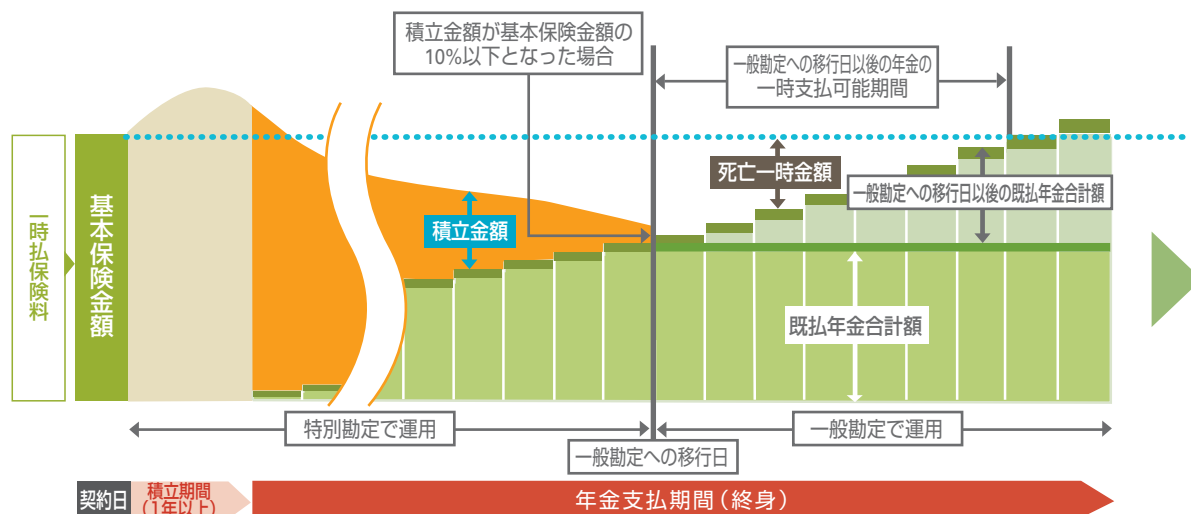 積立金額が基本保険金額の
10%以下となった場合
一般勘定への移行日以後の年金の
一時支払可能期間
一時払保険料
基本保険金額
死亡一時金額
一般勘定への移行日以後の既払年金合計額
積立金額
既払年金合計額
特別勘定で運用
一般勘定で運用
一般勘定への移行日
契約日
積立期間
(1年以上)
年金支払期間(終身)